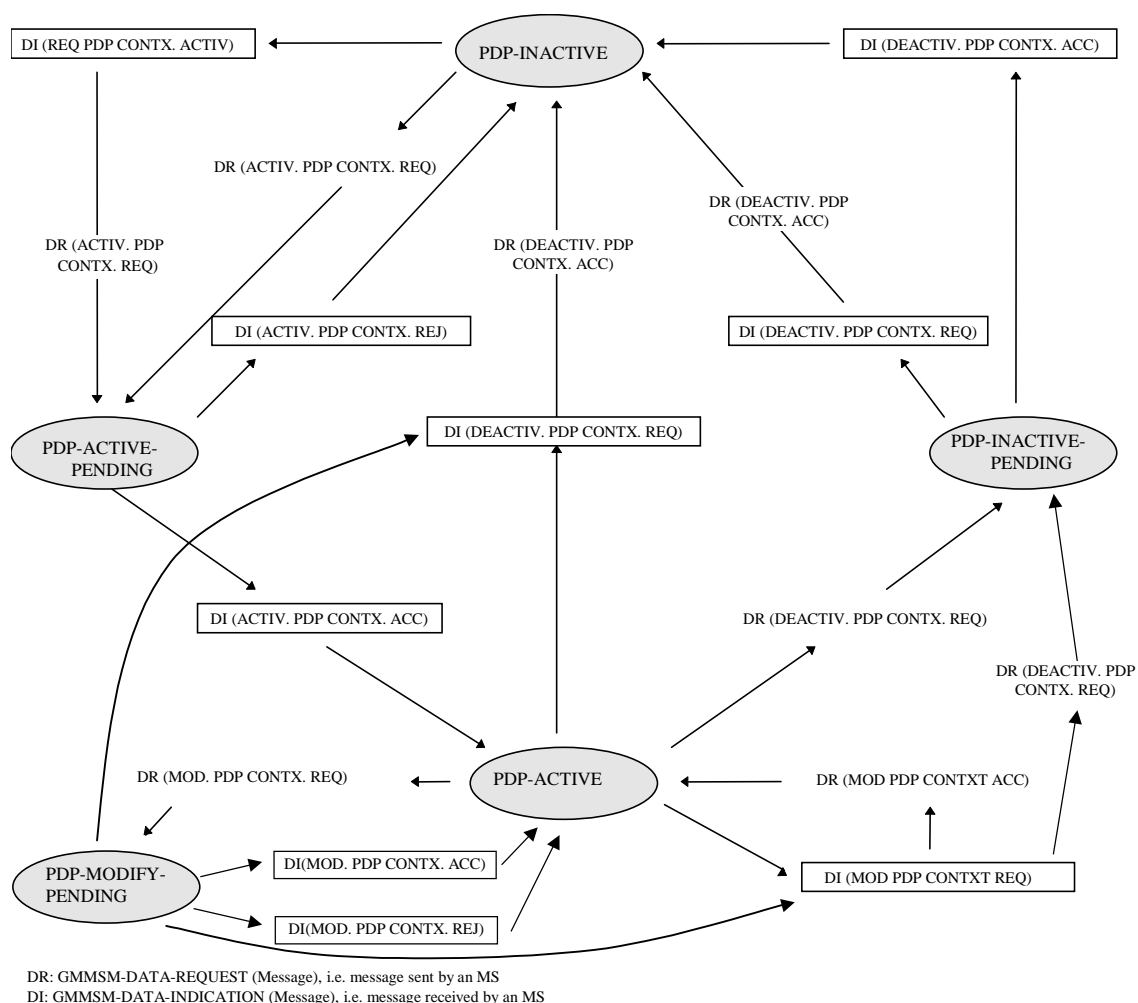 DI (REQ PDP CONTX. ACTIV)
PDP-INACTIVE
DI (DEACTIV. PDP CONTX. ACC)
DR (ACTIV. PDP CONTX. REQ)
DR (DEACTIV. PDP
CONTX. ACC)
DR (ACTIV. PDP
CONTX. REQ)
DR (DEACTIV. PDP
CONTX. ACC)
DI (ACTIV. PDP CONTX. REJ)
DI (DEACTIV. PDP CONTX. REQ)
PDP-ACTIVE-
PENDING
DI (DEACTIV. PDP CONTX. REQ)
PDP-INACTIVE-
PENDING
DI (ACTIV. PDP CONTX. ACC)
DR (DEACTIV. PDP CONTX. REQ)
DR (DEACTIV. PDP
CONTX. REQ)
DR (MOD. PDP CONTX. REQ)
PDP-ACTIVE
DR (MOD PDP CONTXT ACC)
PDP-MODIFY-
PENDING
DI(MOD. PDP CONTX. ACC)
DI (MOD PDP CONTXT REQ)
DI(MOD. PDP CONTX. REJ)
DR: GMMSM-DATA-REQUEST (Message), i.e. message sent by an MS
DI: GMMSM-DATA-INDICATION (Message), i.e. message received by an MS